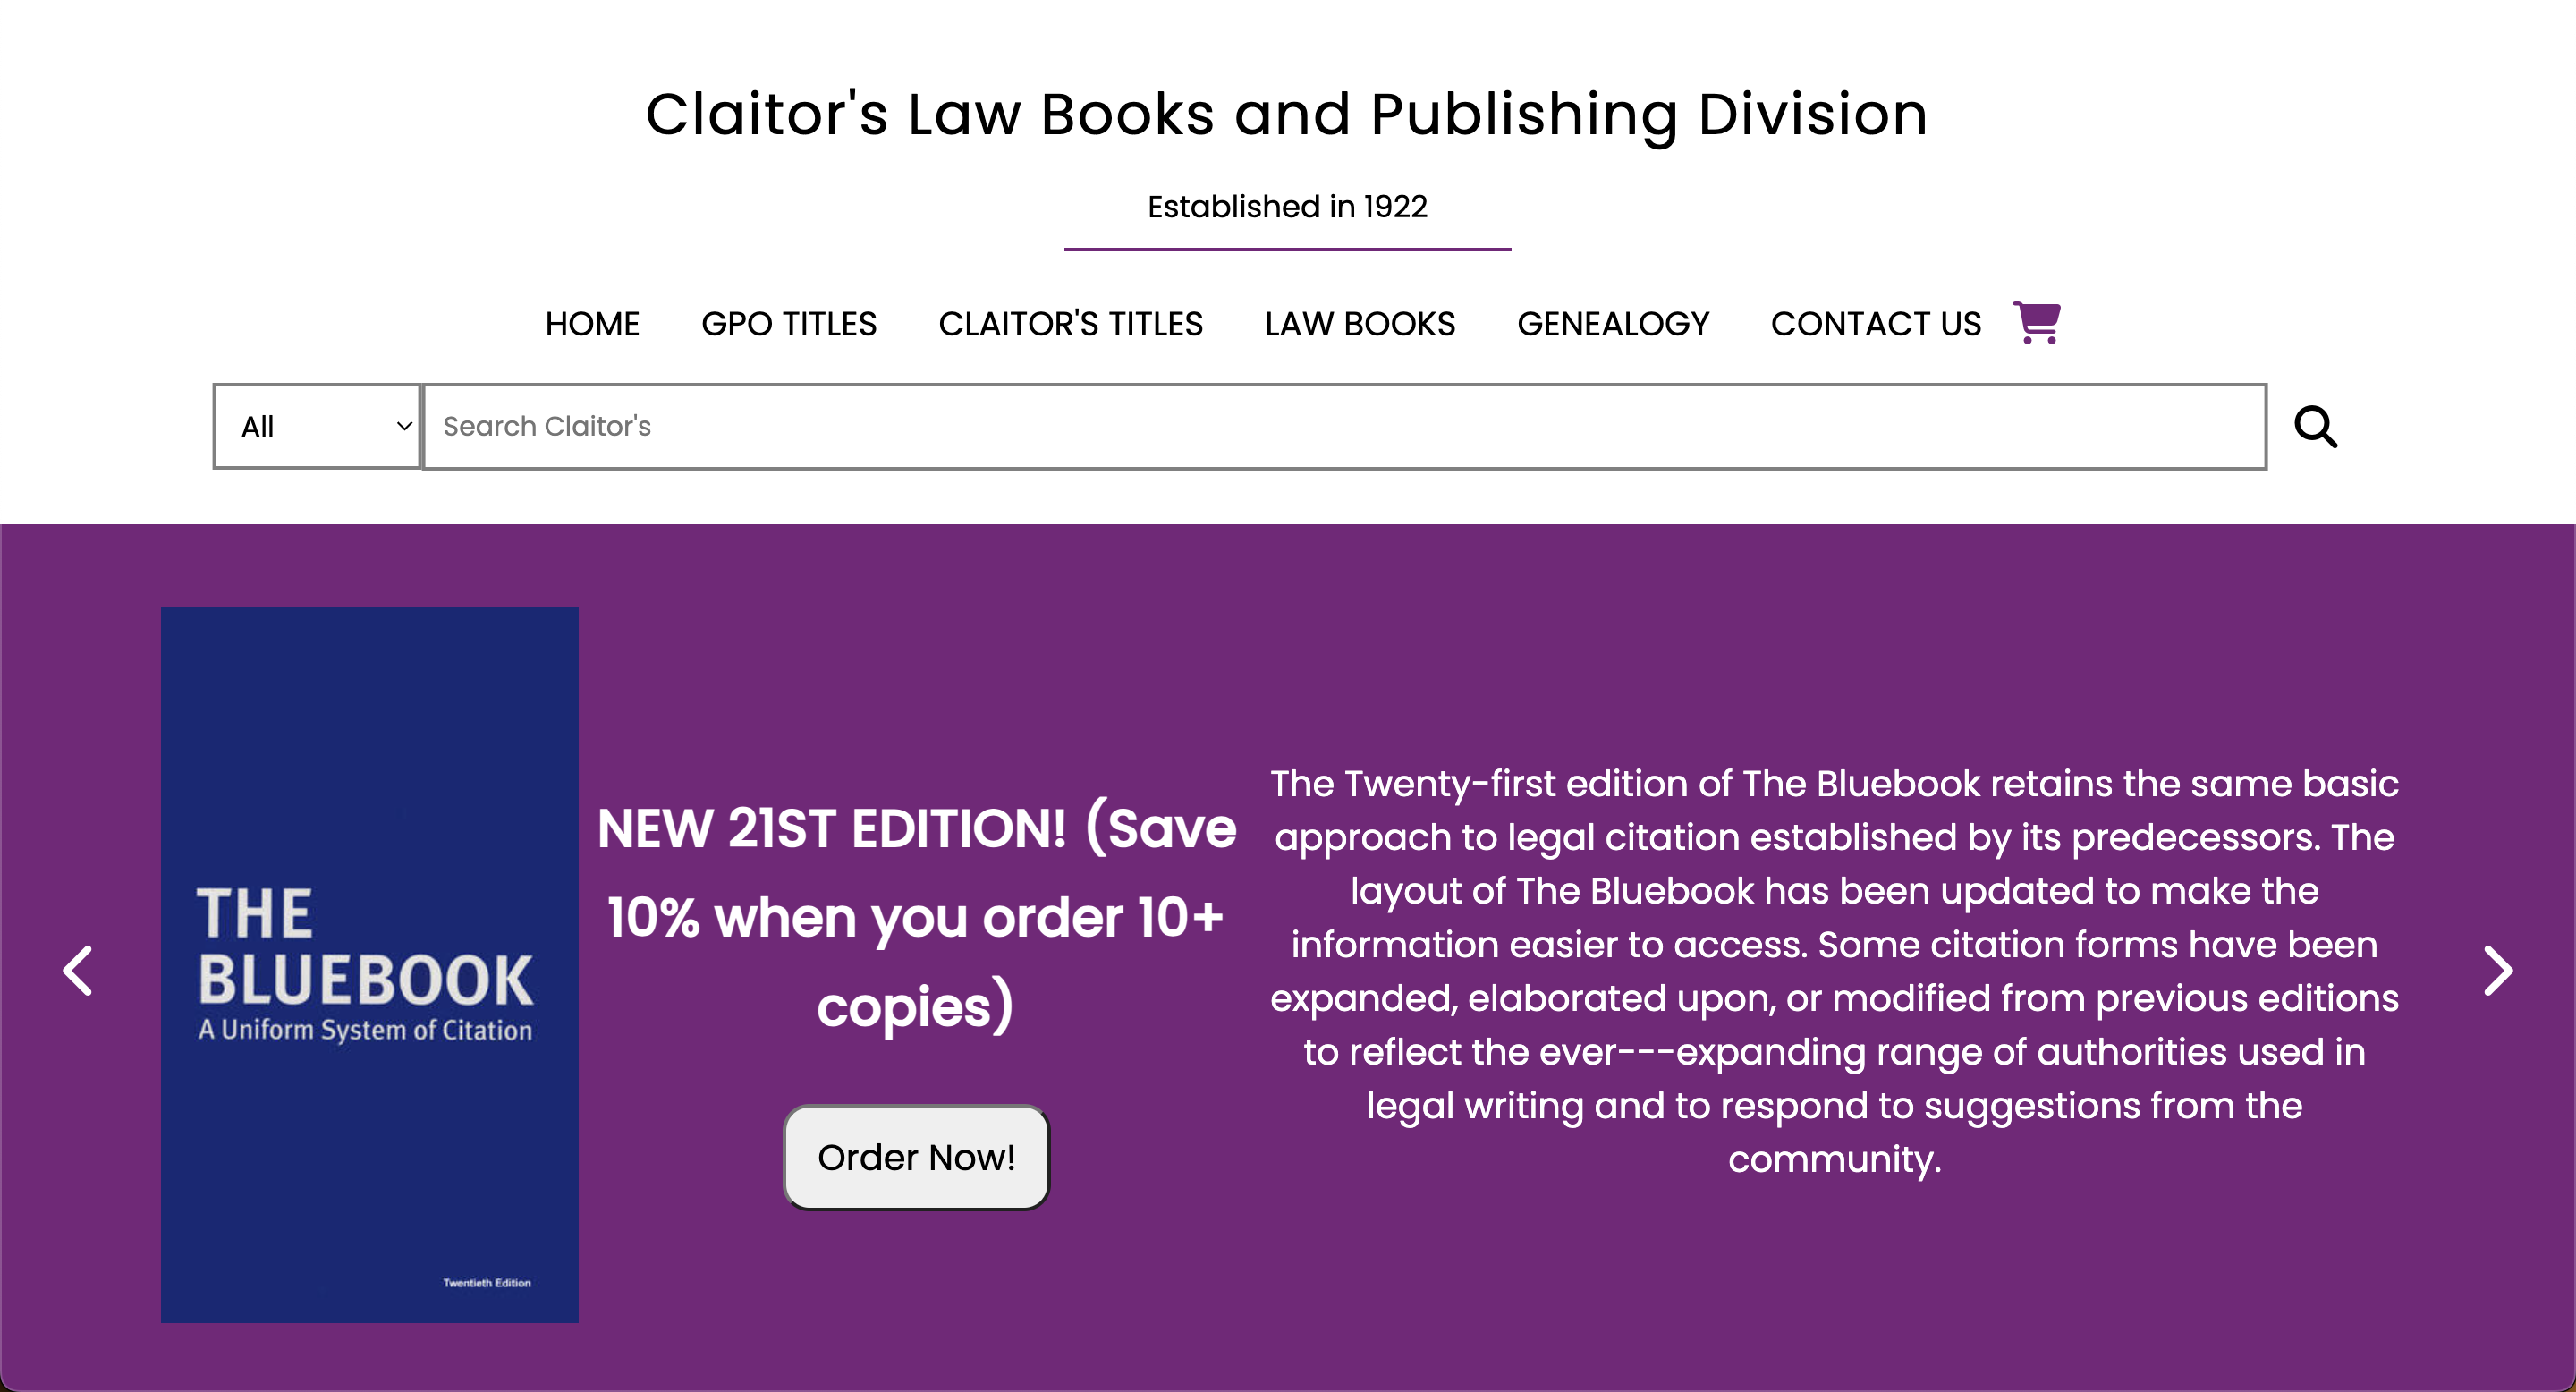 Claitor's Law Books and Publishing Division
Established in 1922
HOME GPO TITLES CLAITOR'S TITLES LAW BOOKS GENEALOGY CONTACT US
All Search Claitor's
THE
BLUEBOOK
A Uniform System of Citation
Twentieth Edition
NEW 21ST EDITION! (Save
10% when you order 10+
copies)
Order Now!
The Twenty-first edition of The Bluebook retains the same basic
approach to legal citation established by its predecessors. The
layout of The Bluebook has been updated to make the
information easier to access. Some citation forms have been
expanded, elaborated upon, or modified from previous editions
to reflect the ever---expanding range of authorities used in
legal writing and to respond to suggestions from the
community.